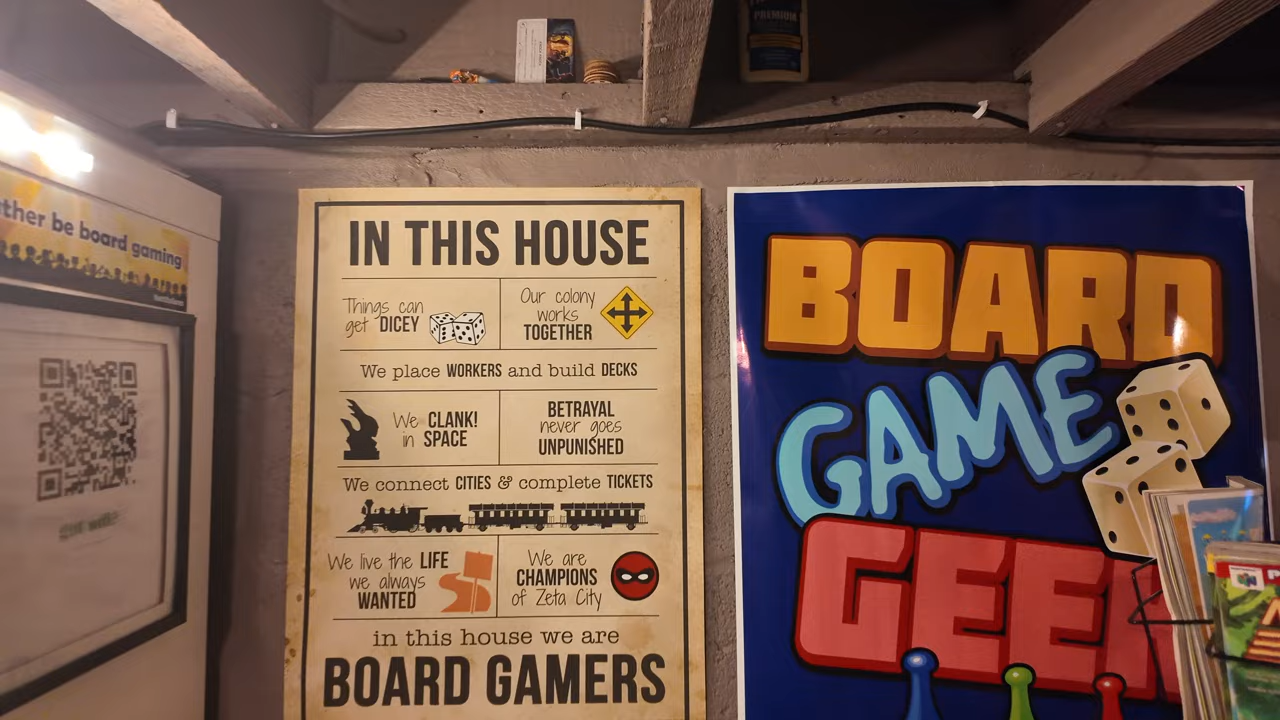 PREMIUM
ther be board gaming
IN THIS HOUSE
Things can
get DICEY
Our colony
works
TOGETHER
We place WORKERS and build DECKS
We CLANK!
in SPACE
BETRAYAL
never goes
UNPUNISHED
We connect CITIES & complete TICKETS
We live the LIFE
we always
WANTED
We are
CHAMPIONS
of Zeta City
in this house we are
BOARD GAMERS
BOARD
GAME
GEEK